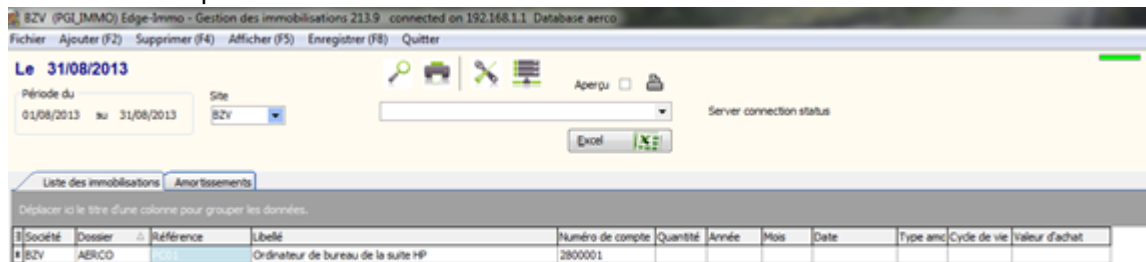 BZV (PGI_IMMO) Edge-Immo - Gestion des immobilisations 213.9 connected on 192.168.1.1 Database aerco
Fichier Ajouter (F2) Supprimer (F4) Afficher (F5) Enregistrer (F8) Quitter
Le 31/08/2013
Aperçu
Période du
Site
01/08/2013 au 31/08/2013 BZV
Server connection status
Excel
Liste des immobilisations Amortissements
Déplacer ici le titre d'une colonne pour grouper les données.
Société Dossier Référence Libellé Numéro de compte Quantité Année Mois Date Type amc Cycle de vie Valeur d'achat
BZV AERCO PC01 Ordinateur de bureau de la suite HP 2800001